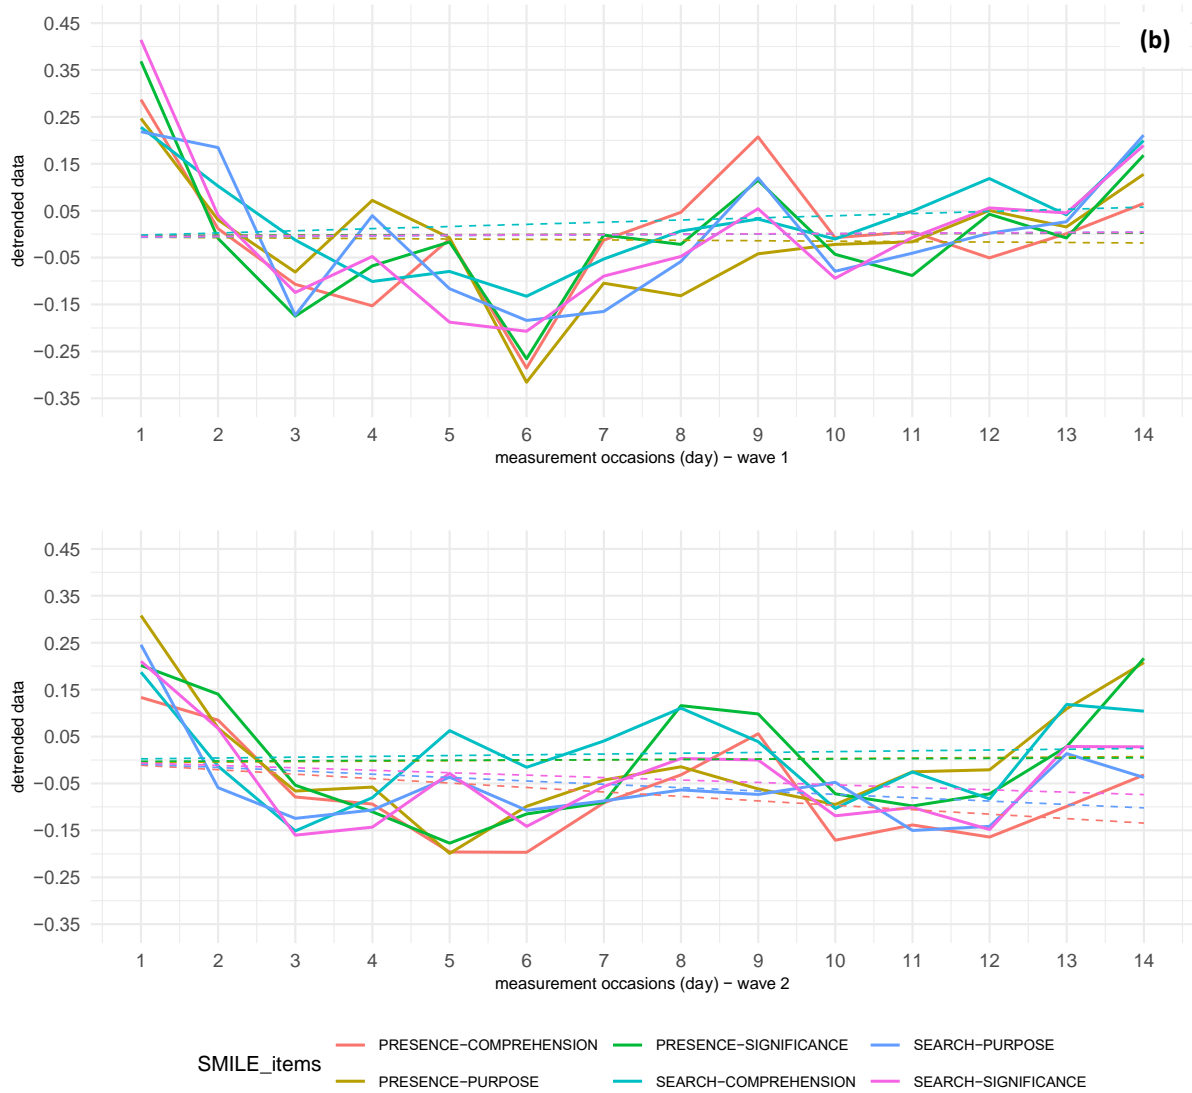 (b)
detrended data
0.45
0.35
0.25
0.15
0.05
−0.05
−0.15
−0.25
−0.35
1 2 3 4 5 6 7 8 9 10 11 12 13 14
measurement occasions (day) − wave 1
detrended data
0.45
0.35
0.25
0.15
0.05
−0.05
−0.15
−0.25
−0.35
1 2 3 4 5 6 7 8 9 10 11 12 13 14
measurement occasions (day) − wave 2
SMILE_items
PRESENCE−COMPREHENSION PRESENCE−SIGNIFICANCE SEARCH−PURPOSE
PRESENCE−PURPOSE SEARCH−COMPREHENSION SEARCH−SIGNIFICANCE